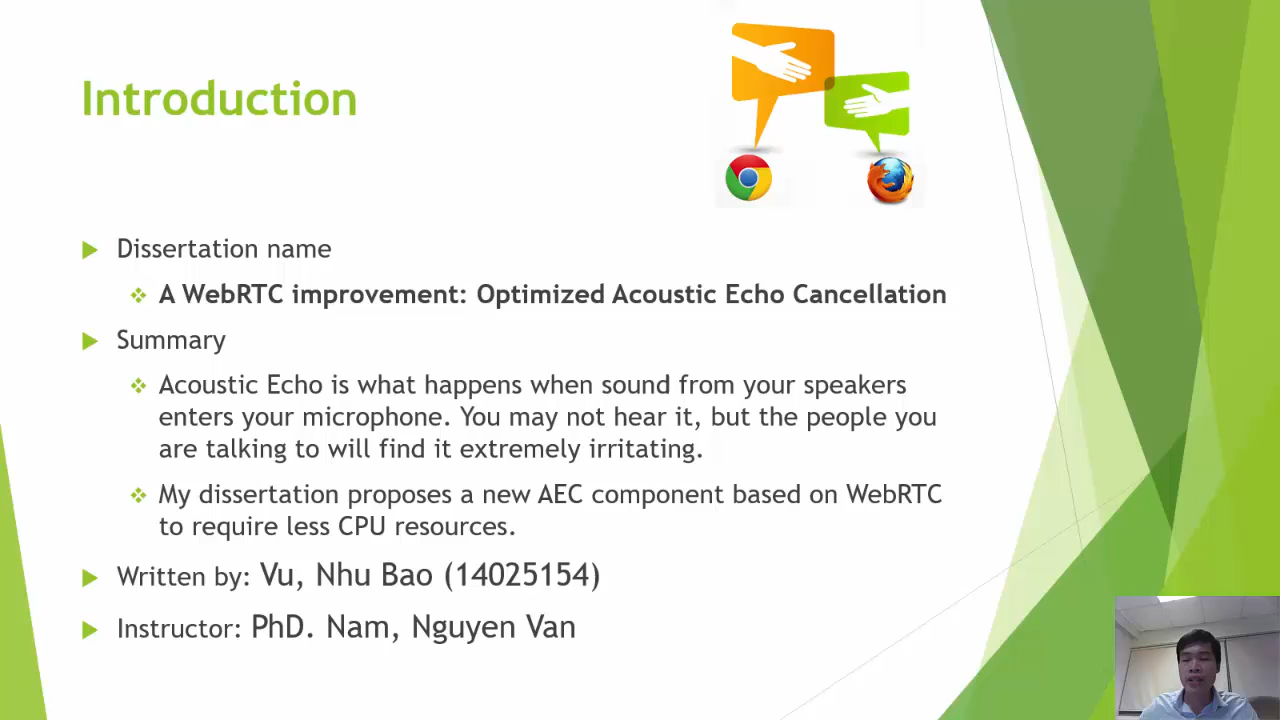 Introduction
Dissertation name
A WebRTC improvement: Optimized Acoustic Echo Cancellation
Summary
Acoustic Echo is what happens when sound from your speakers
enters your microphone. You may not hear it, but the people you
are talking to will find it extremely irritating.
My dissertation proposes a new AEC component based on WebRTC
to require less CPU resources.
Written by: Vu, Nhu Bao (14025154)
Instructor: PhD. Nam, Nguyen Van